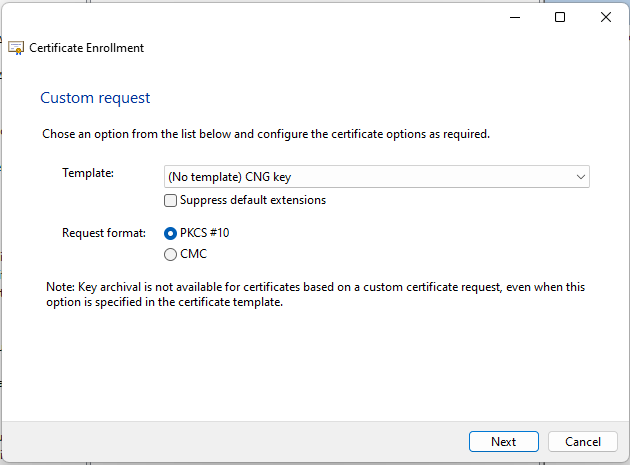 Certificate Enrollment
Custom request
Chose an option from the list below and configure the certificate options as required.
Template:
(No template) CNG key
Suppress default extensions
Request format:
PKCS #10
CMC
Note: Key archival is not available for certificates based on a custom certificate request, even when this
option is specified in the certificate template.
Next
Cancel